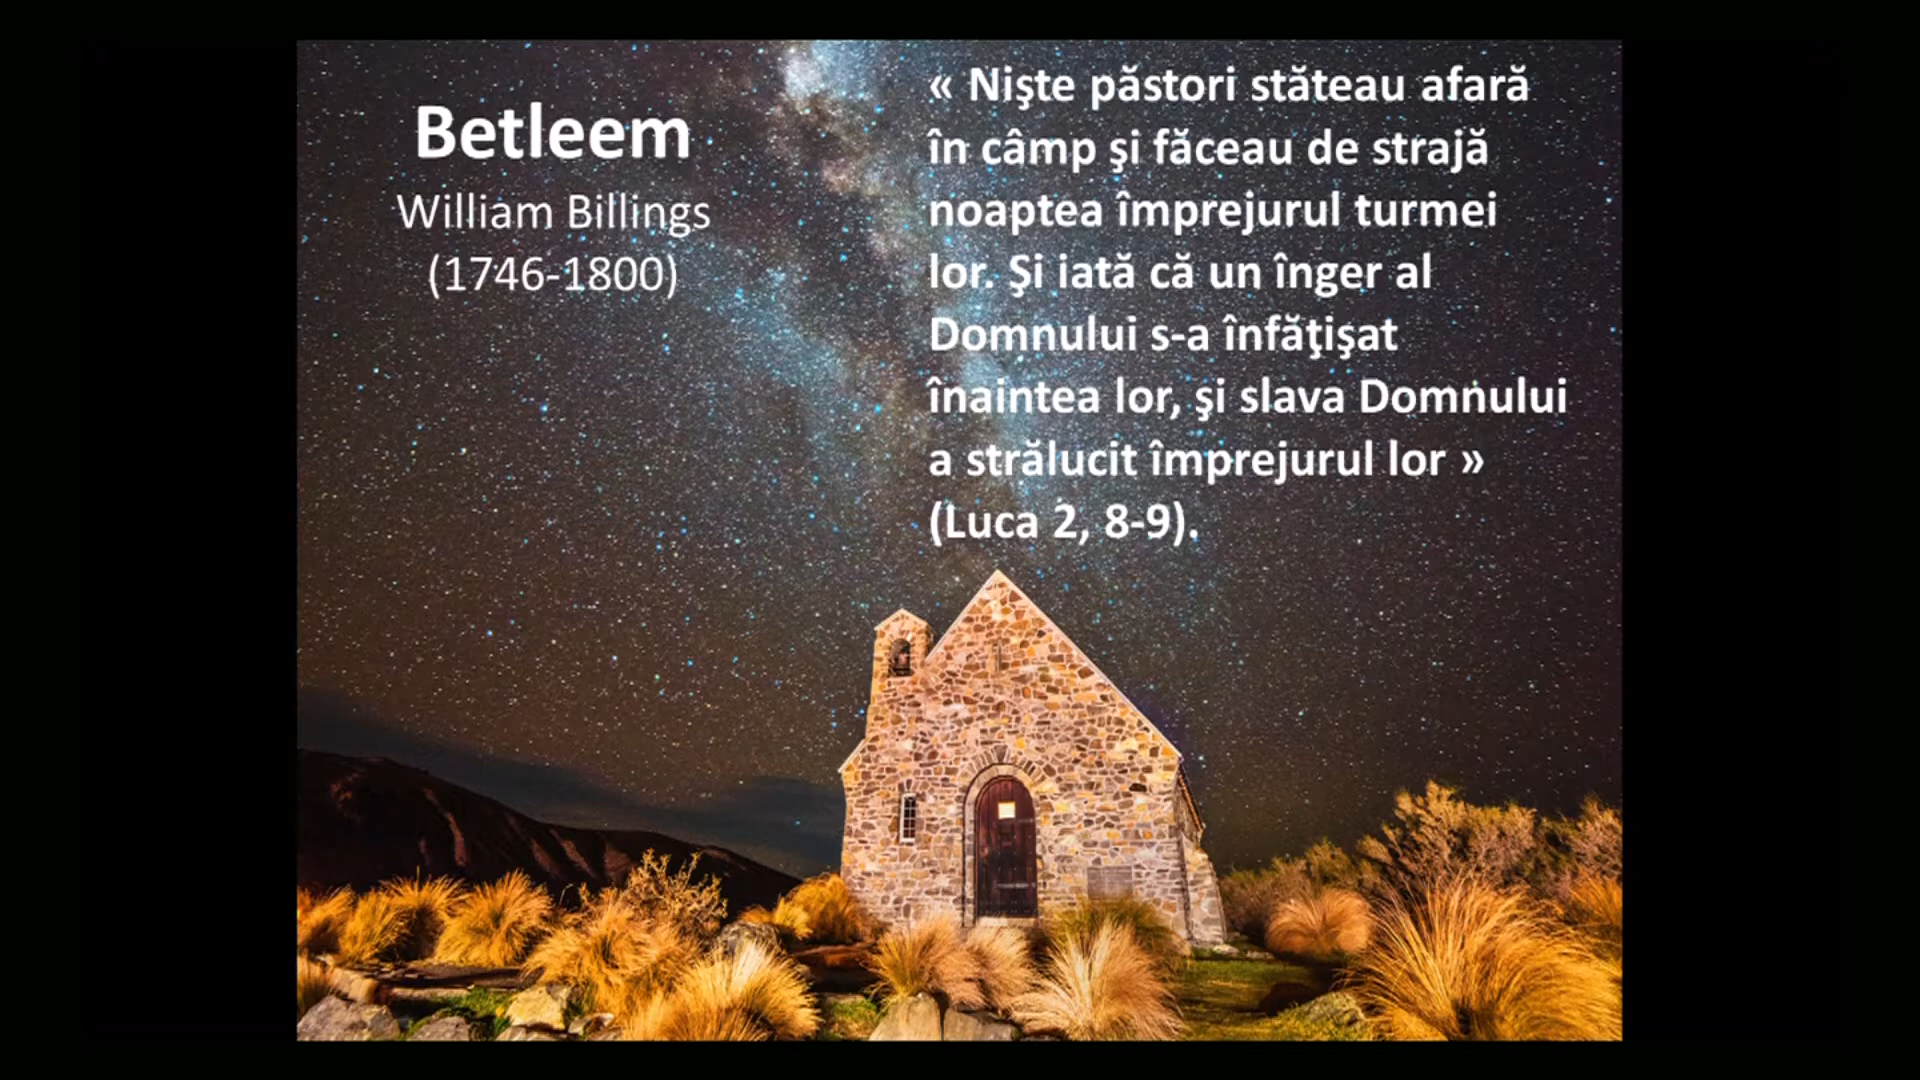 Betleem
William Billings
(1746-1800)
« Nişte păstori stăteau afară
în câmp şi făceau de strajă
noaptea împrejurul turmei
lor. Şi iată că un înger al
Domnului s-a înfăţişat
înaintea lor, şi slava Domnului
a strălucit împrejurul lor »
(Luca 2, 8-9).